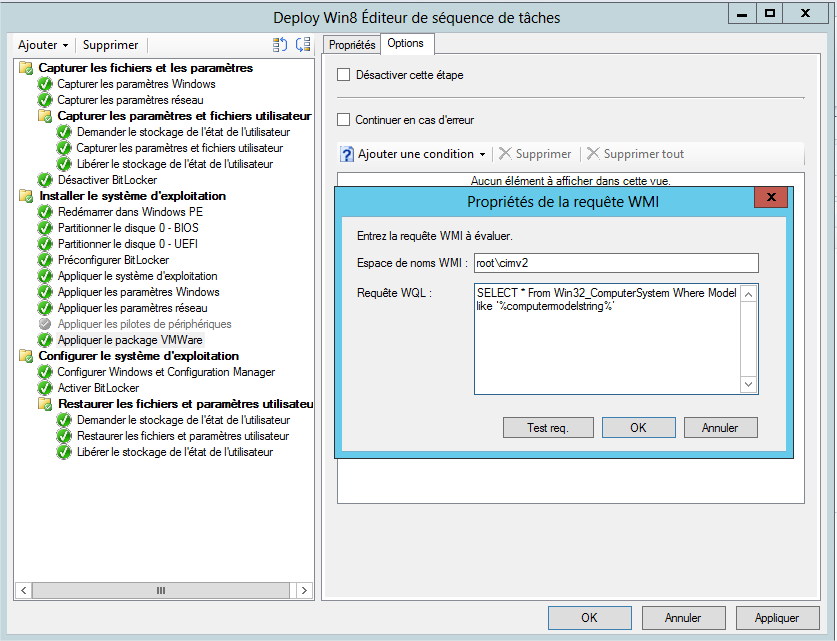 Deploy Win8 Éditeur de séquence de tâches
Ajouter
Supprimer
Capturer les fichiers et les paramètres
Capturer les paramètres Windows
Capturer les paramètres réseau
Capturer les paramètres et fichiers utilisateur
Demander le stockage de l'état de l'utilisateur
Capturer les paramètres et fichiers utilisateur
Libérer le stockage de l'état de l'utilisateur
Désactiver BitLocker
Installer le système d'exploitation
Redémarrer dans Windows PE
Partitionner le disque 0 - BIOS
Partitionner le disque 0 - UEFI
Préconfigurer BitLocker
Appliquer le système d'exploitation
Appliquer les paramètres Windows
Appliquer les paramètres réseau
Appliquer les pilotes de périphériques
Appliquer le package VMWare
Configurer le système d'exploitation
Configurer Windows et Configuration Manager
Activer BitLocker
Restaurer les fichiers et paramètres utilisateu
Demander le stockage de l'état de l'utilisateur
Restaurer les fichiers et paramètres utilisateur
Libérer le stockage de l'état de l'utilisateur
Propriétés
Options
Désactiver cette étape
Continuer en cas d'erreur
Ajouter une condition
Supprimer
Supprimer tout
Aucun élément à afficher dans cette vue.
Propriétés de la requête WMI
Entrez la requête WMI à évaluer.
Espace de noms WMI :
root\cimv2
Requête WQL :
SELECT * From Win32_ComputerSystem Where Model
like '%computermodelstring%'
Test req.
OK
Annuler
OK
Annuler
Appliquer